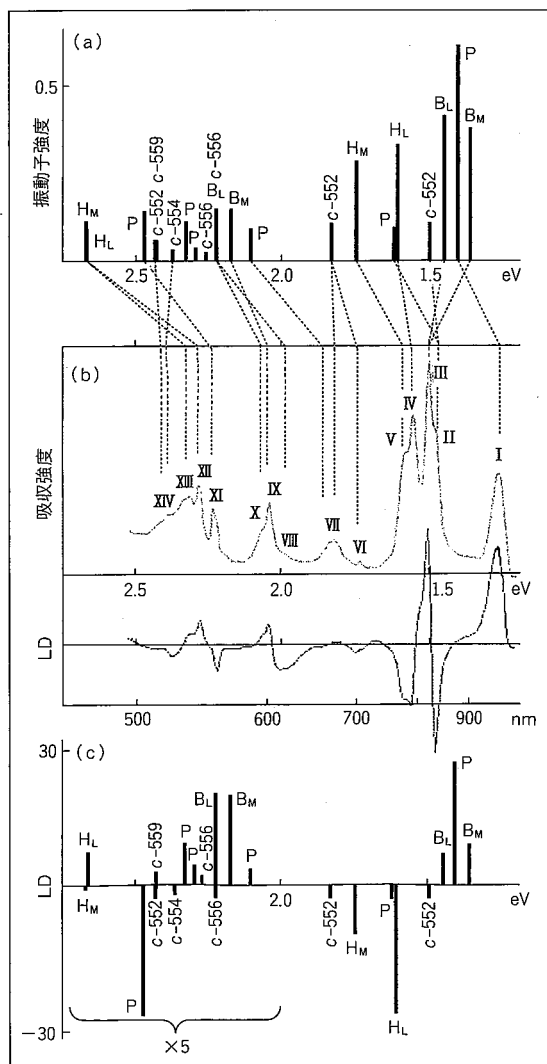 (a)
振動子強度
0.5
H_M
H_L
P
c-552
c-559
c-554
P
P
c-556
c-556
B_L
B_M
P
c-552
H_M
P
H_L
c-552
B_L
P
B_M
2.5
2.0
1.5
eV
(b)
吸収強度
XIV
XIII
XII
XI
X
IX
VIII
VII
VI
V
IV
III
II
I
2.5
2.0
1.5
eV
LD
500
600
700
900
nm
(c)
30
LD
-30
H_L
H_M
P
c-559
c-552
c-554
P
P
c-556
B_L
c-556
B_M
P
2.0
c-552
H_M
P
H_L
c-552
B_L
P
B_M
eV
×5